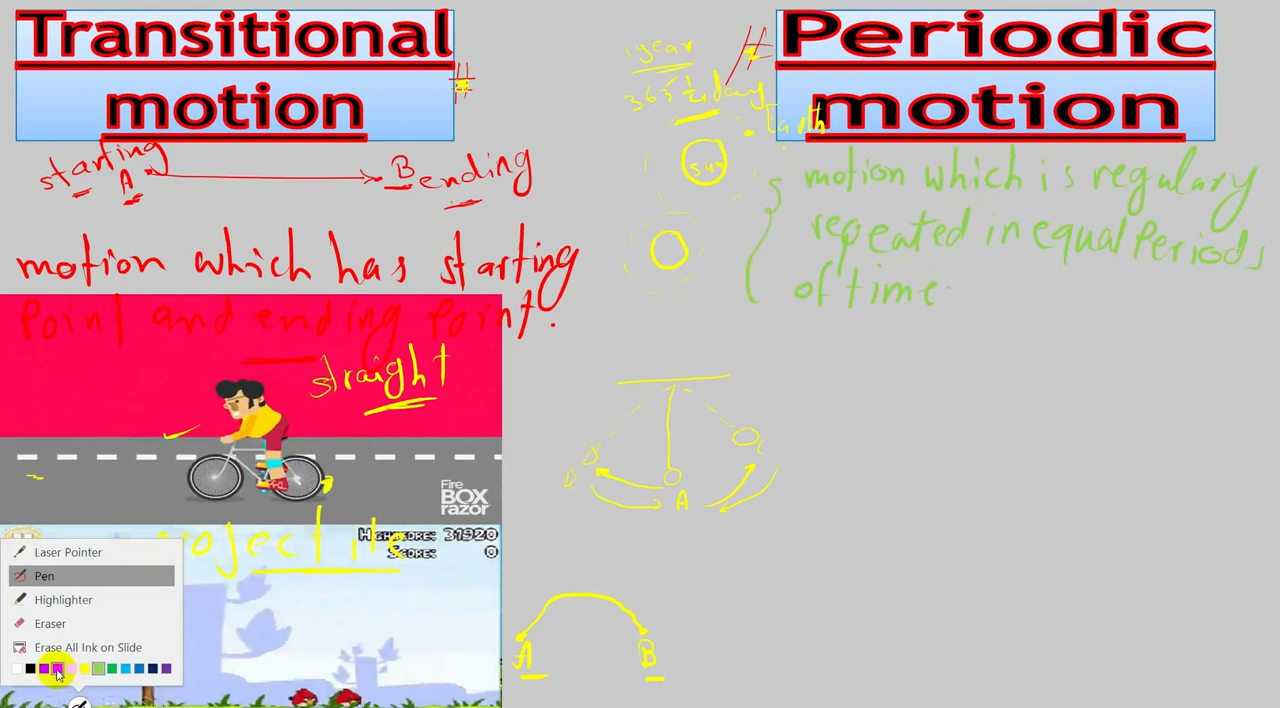 Transitional
motion
starting
A
B ending
motion which has starting
Point and ending Point.
straight
Fire
BOX
razor
Projectile
Highscore: 31920
Score: 0
Laser Pointer
Pen
Highlighter
Eraser
Erase All Ink on Slide
1 year
365 1/4 day
Earth
sun
Periodic
motion
motion which is regulary
repeated in equal Periods
of time.
A
A
B